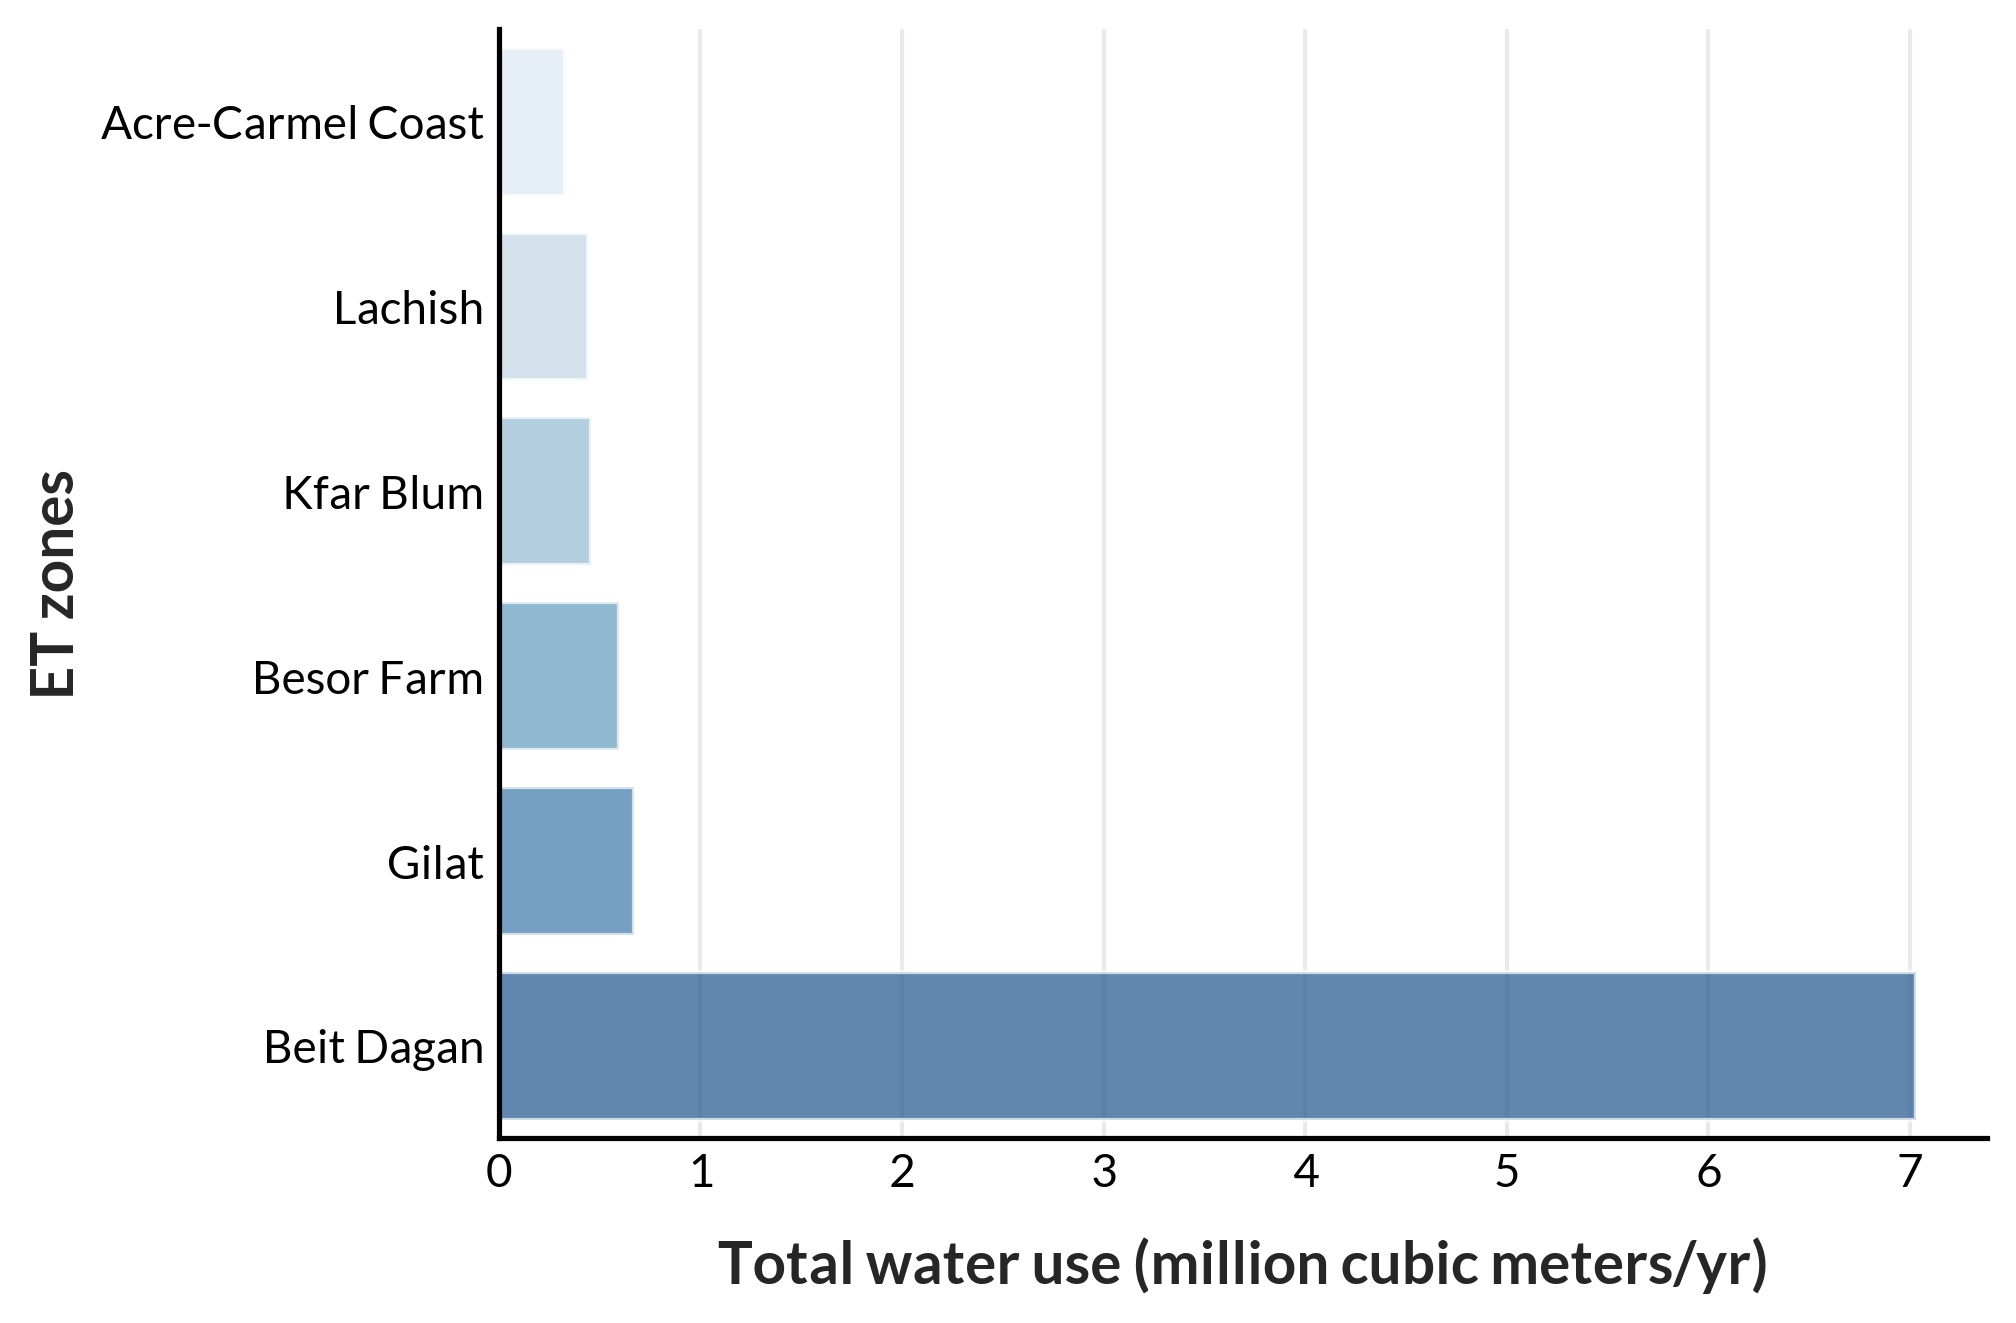 Acre-Carmel Coast
Lachish
Kfar Blum
Besor Farm
Gilat
Beit Dagan
ET zones
0 1 2 3 4 5 6 7
Total water use (million cubic meters/yr)